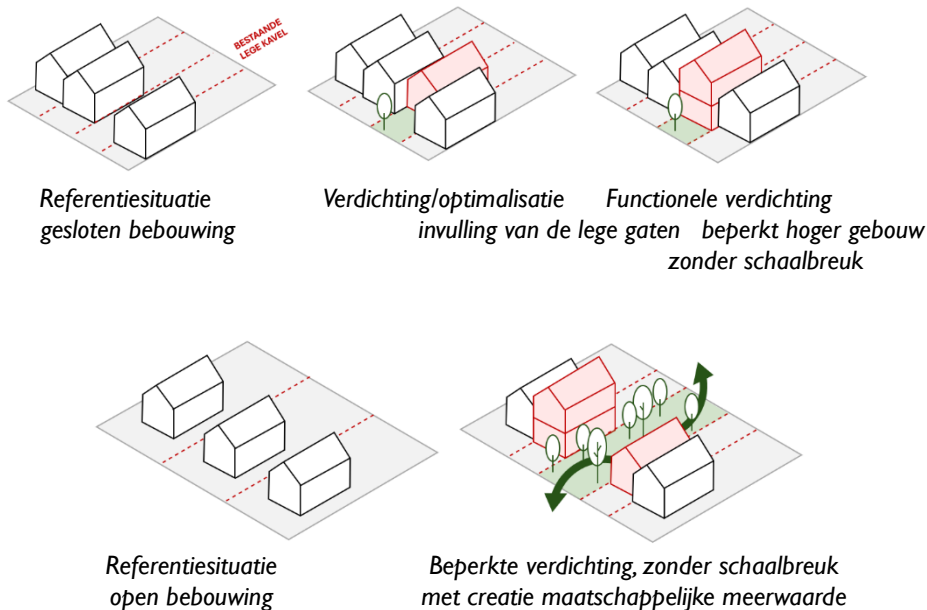 BESTAANDE
LEGE KAVEL
Referentiesituatie
gesloten bebouwing
Verdichting/optimalisatie
invulling van de lege gaten
Functionele verdichting
beperkt hoger gebouw
zonder schaalbreuk
Referentiesituatie
open bebouwing
Beperkte verdichting, zonder schaalbreuk
met creatie maatschappelijke meerwaarde